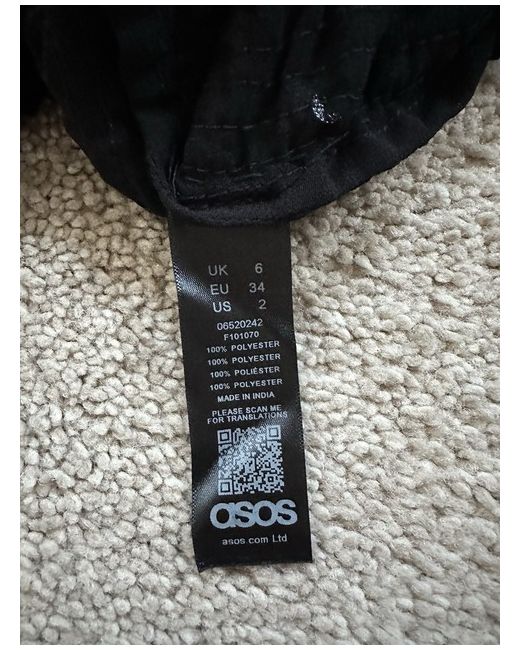 UK 6
EU 34
US 2
06520242
F101070
100% POLYESTER
100% POLYESTER
100% POLIÉSTER
100% POLYESTER
MADE IN INDIA
PLEASE SCAN ME
FOR TRANSLATIONS
asos
asos.com Ltd